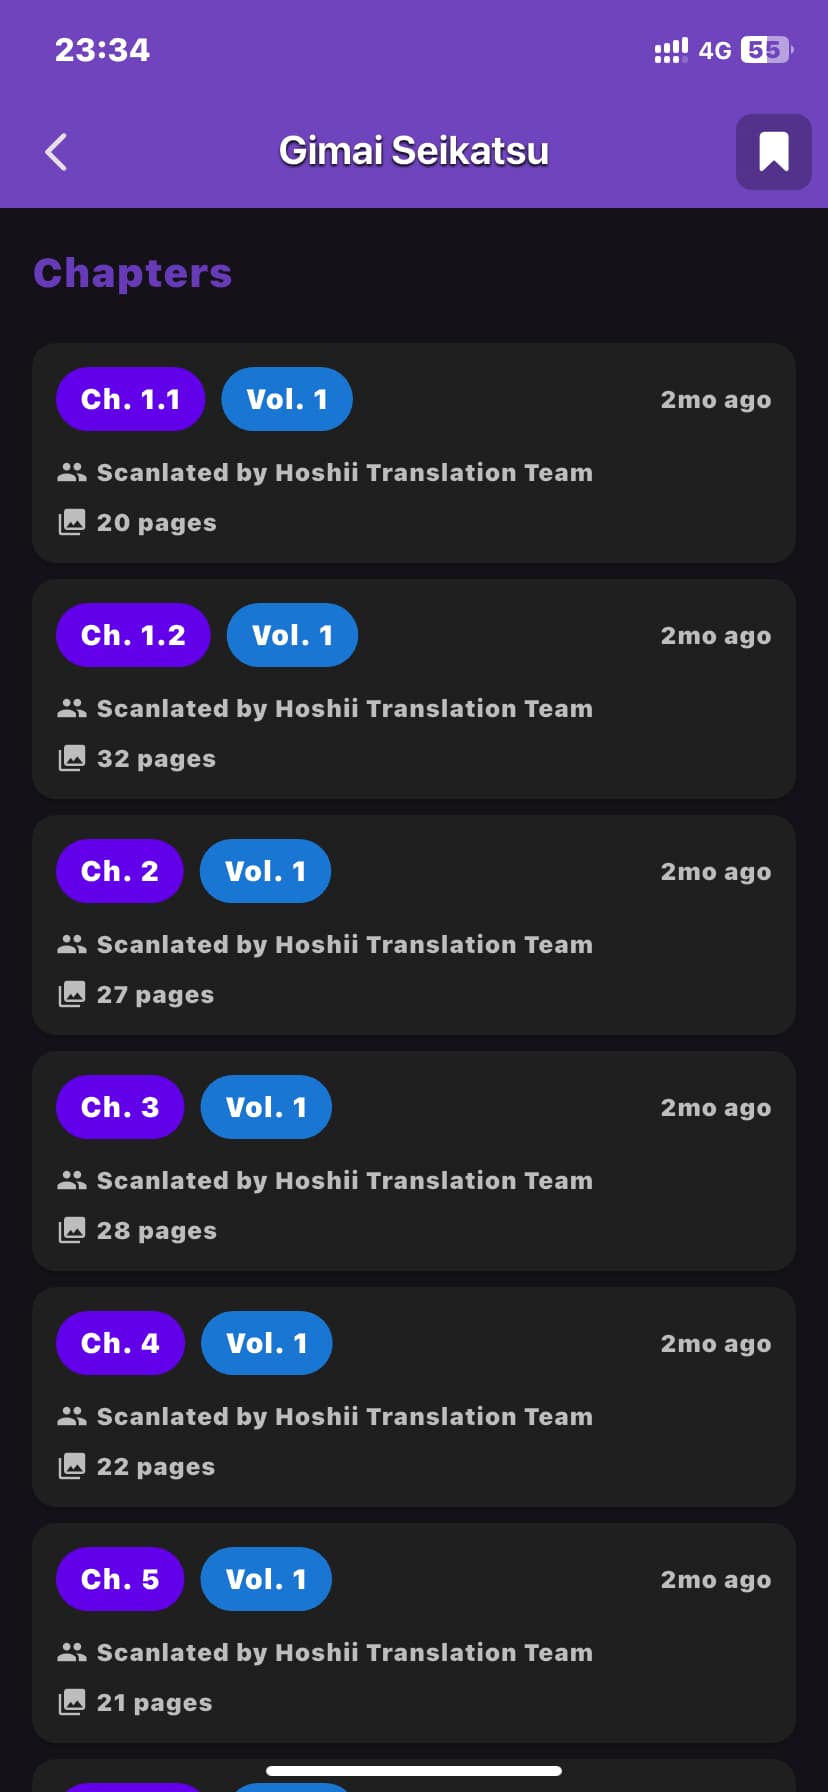 23:34
4G
55
Gimai Seikatsu
Chapters
Ch. 1.1 Vol. 1 2mo ago
Scanlated by Hoshii Translation Team
20 pages
Ch. 1.2 Vol. 1 2mo ago
Scanlated by Hoshii Translation Team
32 pages
Ch. 2 Vol. 1 2mo ago
Scanlated by Hoshii Translation Team
27 pages
Ch. 3 Vol. 1 2mo ago
Scanlated by Hoshii Translation Team
28 pages
Ch. 4 Vol. 1 2mo ago
Scanlated by Hoshii Translation Team
22 pages
Ch. 5 Vol. 1 2mo ago
Scanlated by Hoshii Translation Team
21 pages